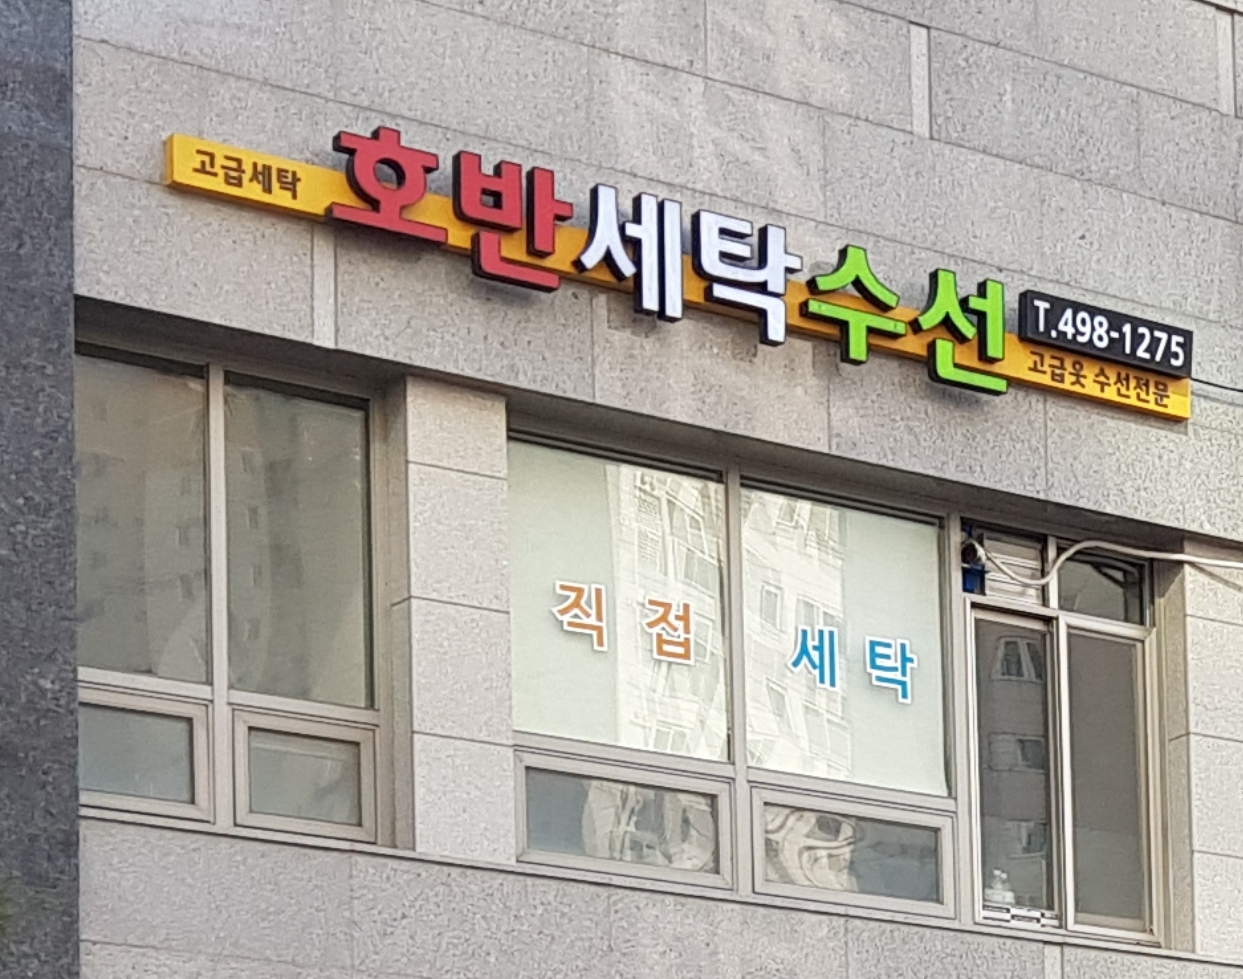 고급세탁
호반세탁수선
T.498-1275
고급옷 수선전문
직접 세탁